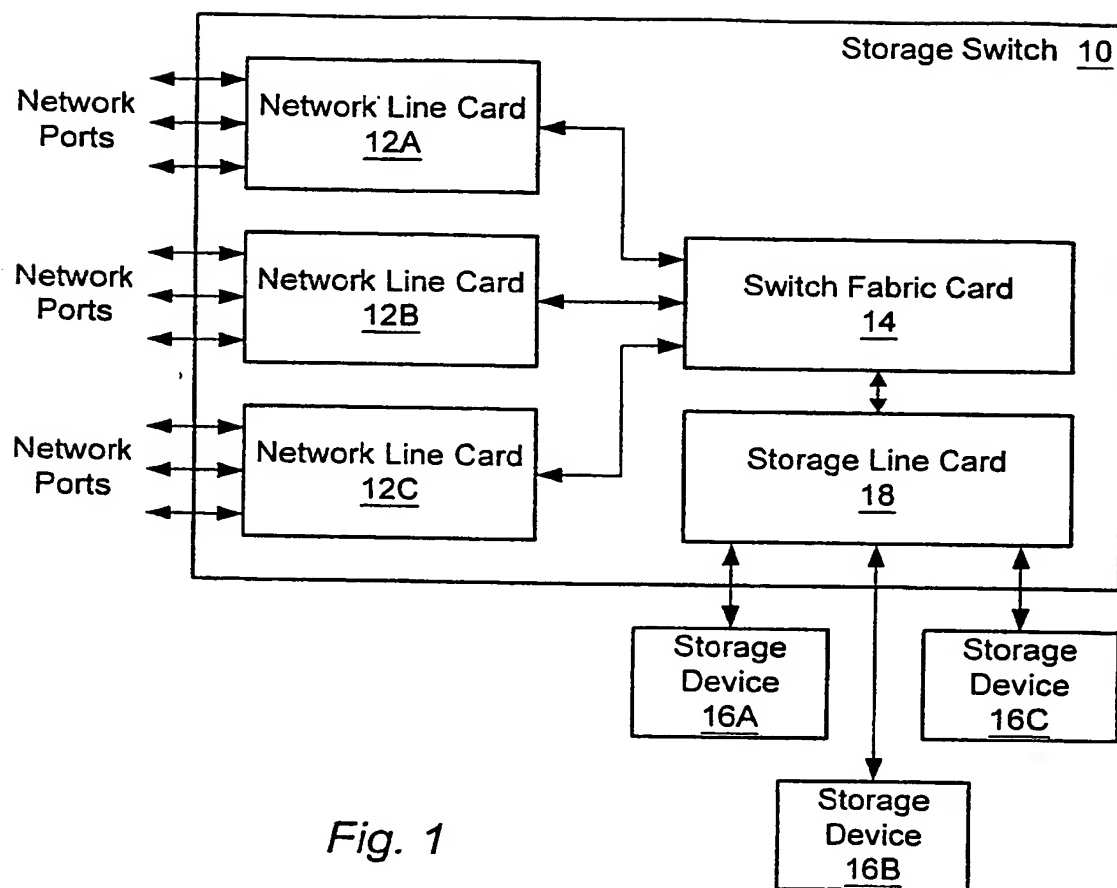 Storage Switch 10
Network
Ports
Network Line Card
12A
Network
Ports
Network Line Card
12B
Switch Fabric Card
14
Network
Ports
Network Line Card
12C
Storage Line Card
18
Storage
Device
16A
Storage
Device
16C
Storage
Device
16B
Fig. 1